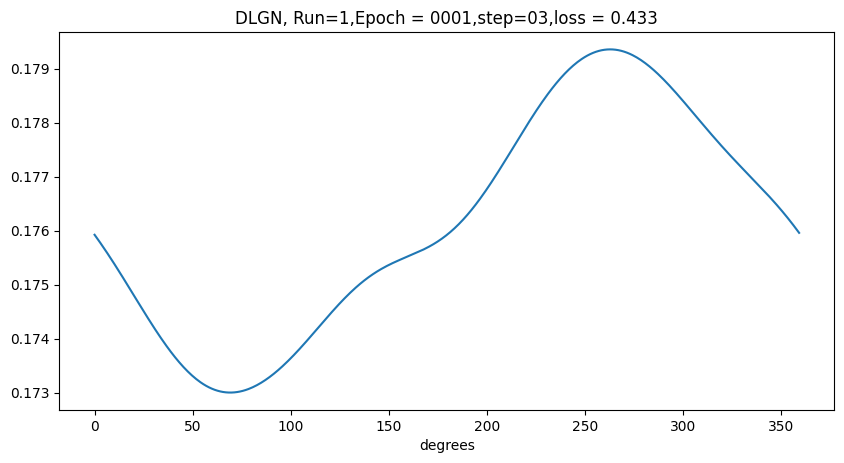 DLGN, Run=1,Epoch = 0001,step=03,loss = 0.433
0.179
0.178
0.177
0.176
0.175
0.174
0.173
0 50 100 150 200 250 300 350
degrees